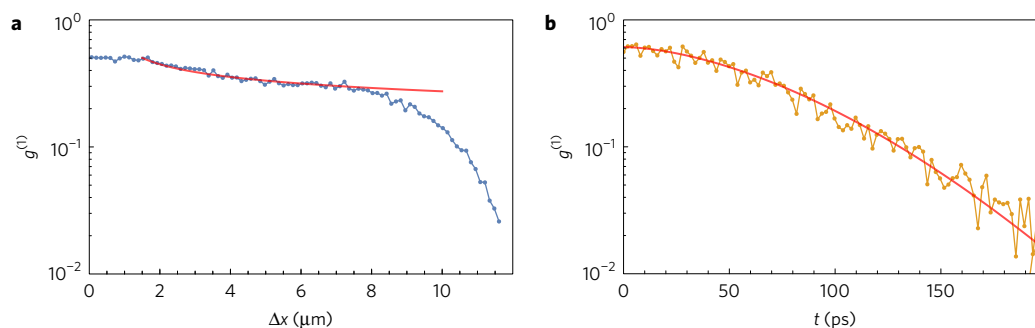 a
10⁰
10⁻¹
10⁻²
g⁽¹⁾
0 2 4 6 8 10
Δx (μm)
b
10⁰
10⁻¹
10⁻²
g⁽¹⁾
0 50 100 150
t (ps)